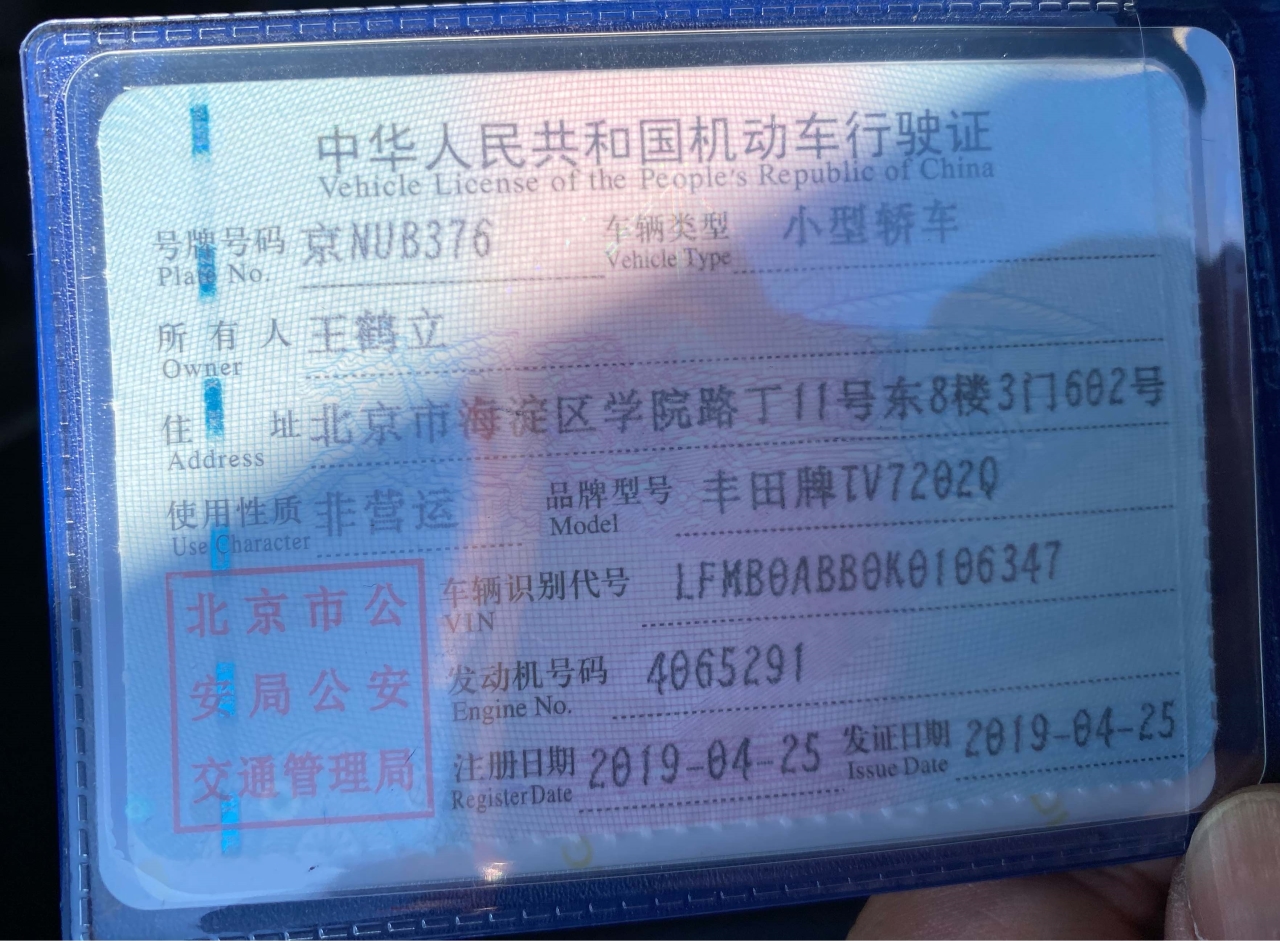 中华人民共和国机动车行驶证
Vehicle License of the People's Republic of China
号牌号码 京NUB376 车辆类型 小型轿车
Plate No. Vehicle Type
所有人 王鹤立
Owner
住址 北京市海淀区学院路丁11号东8楼3门602号
Address
使用性质 非营运 品牌型号 丰田牌TV7202Q
Use Character Model
北京市公安局公安交通管理局
车辆识别代号 LFMB0ABB0K0106347
VIN
发动机号码 4065291
Engine No.
注册日期 2019-04-25 发证日期 2019-04-25
Register Date Issue Date